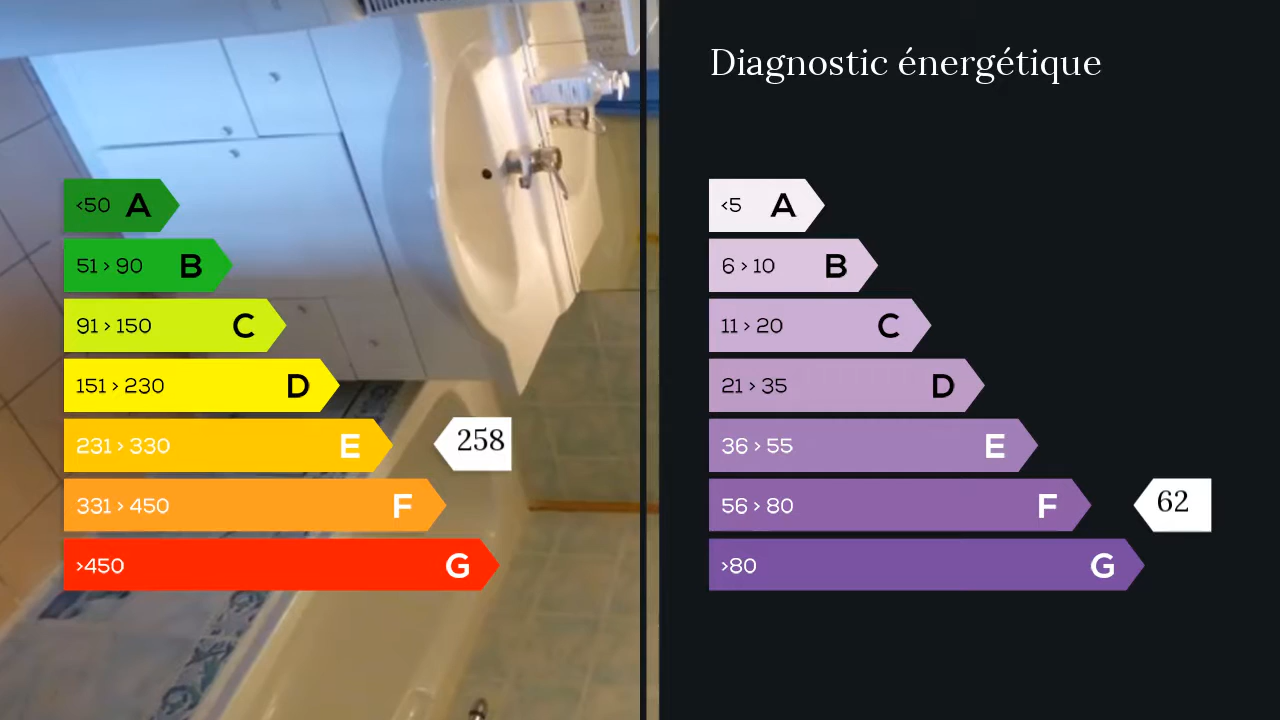 Diagnostic énergétique
<50 A
51 > 90 B
91 > 150 C
151 > 230 D
231 > 330 E
258
331 > 450 F
>450 G
<5 A
6 > 10 B
11 > 20 C
21 > 35 D
36 > 55 E
56 > 80 F
62
>80 G